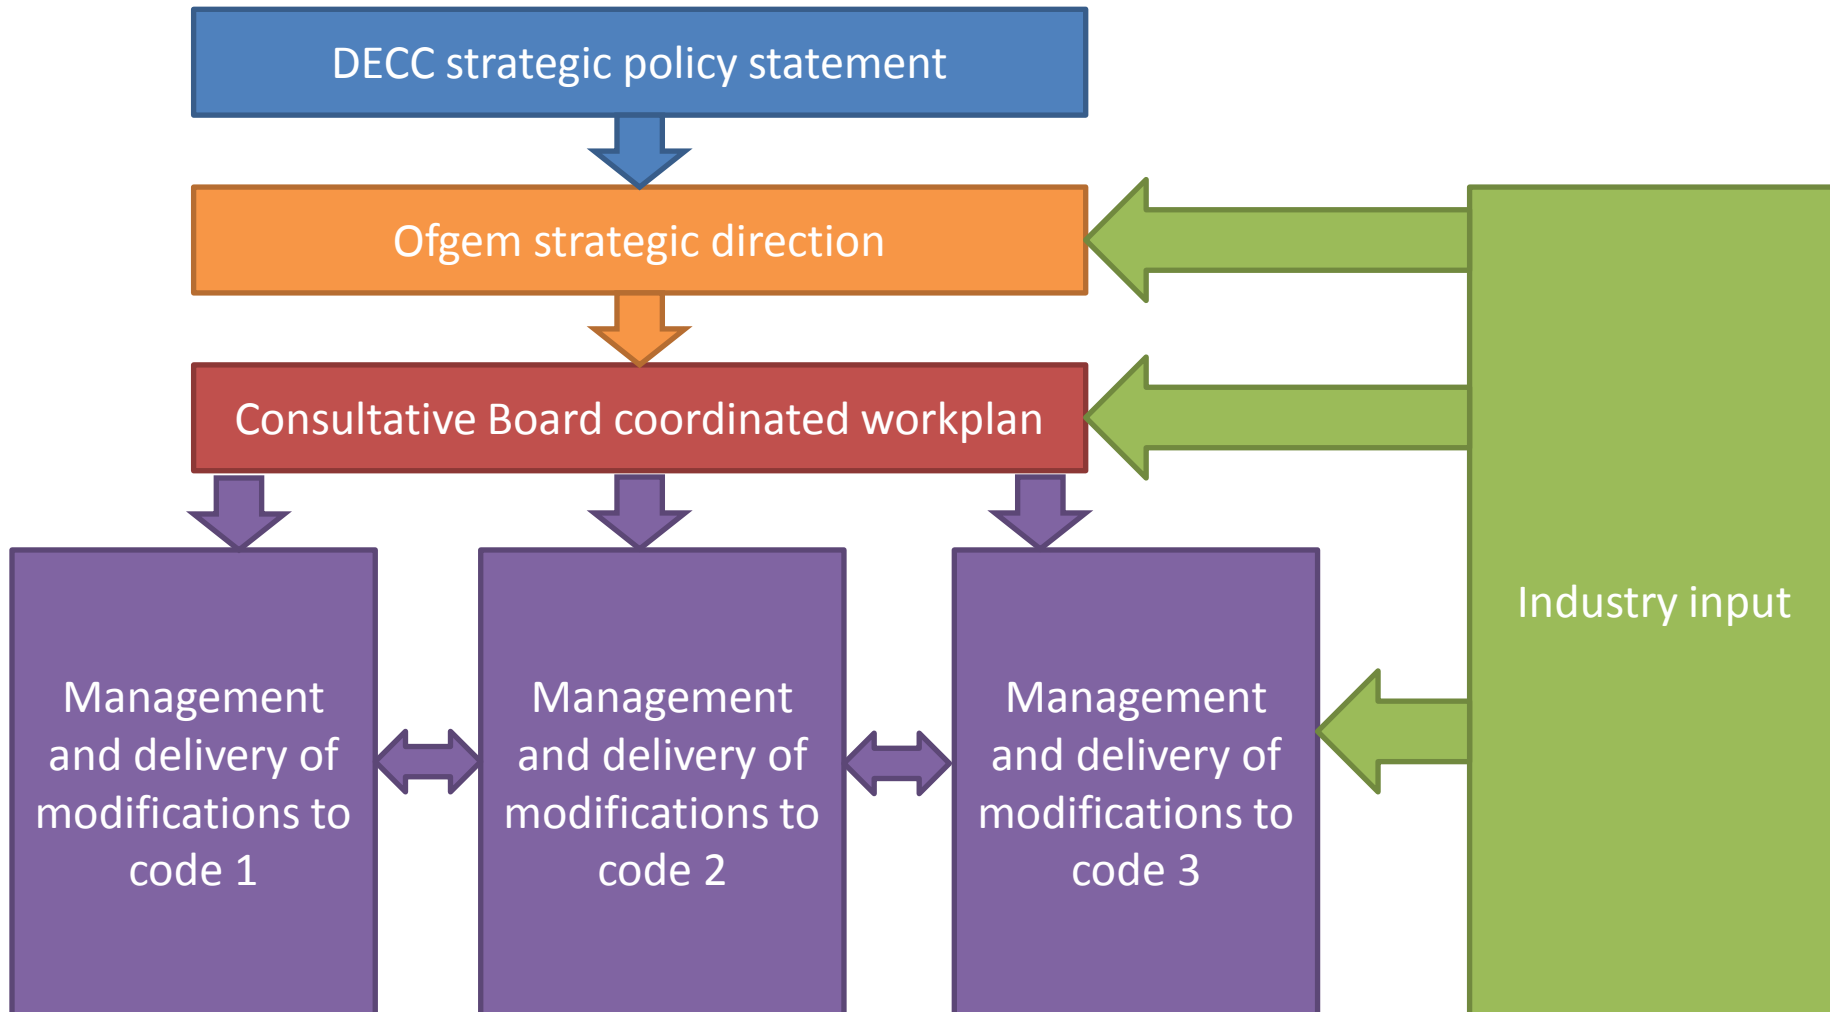 DECC strategic policy statement
Ofgem strategic direction
Consultative Board coordinated workplan
Management
and delivery of
modifications to
code 1
Management
and delivery of
modifications to
code 2
Management
and delivery of
modifications to
code 3
Industry input